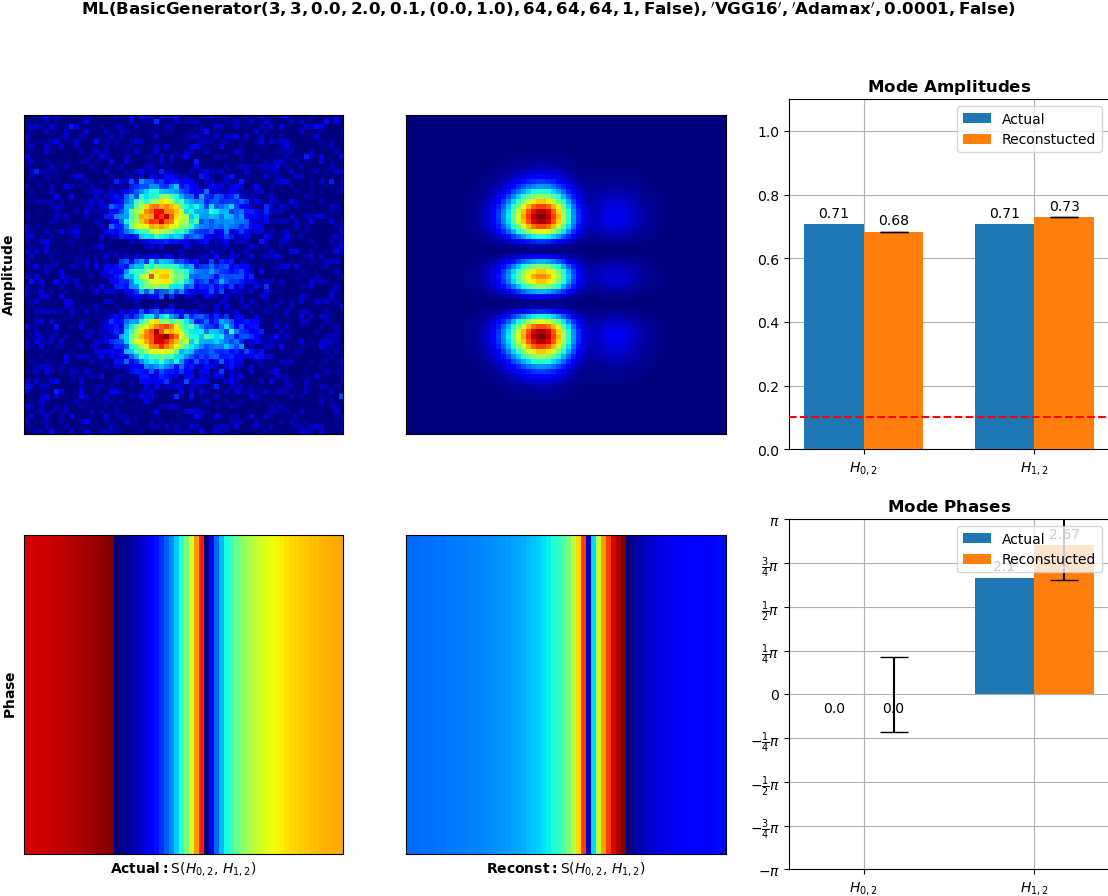 ML(BasicGenerator(3, 3, 0.0, 2.0, 0.1, (0.0, 1.0), 64, 64, 64, 1, False), ′VGG16′, ′Adamax′, 0.0001, False)
Amplitude
Mode Amplitudes
Actual
Reconstucted
1.0
0.8
0.6
0.4
0.2
0.0
0.71
0.68
0.71
0.73
H0, 2
H1, 2
Phase
Actual: S(H0, 2, H1, 2)
Reconst: S(H0, 2, H1, 2)
Mode Phases
Actual
Reconstucted
π
3/4π
1/2π
1/4π
0
−1/4π
−1/2π
−3/4π
−π
0.0
0.0
2.1
2.67
H0, 2
H1, 2